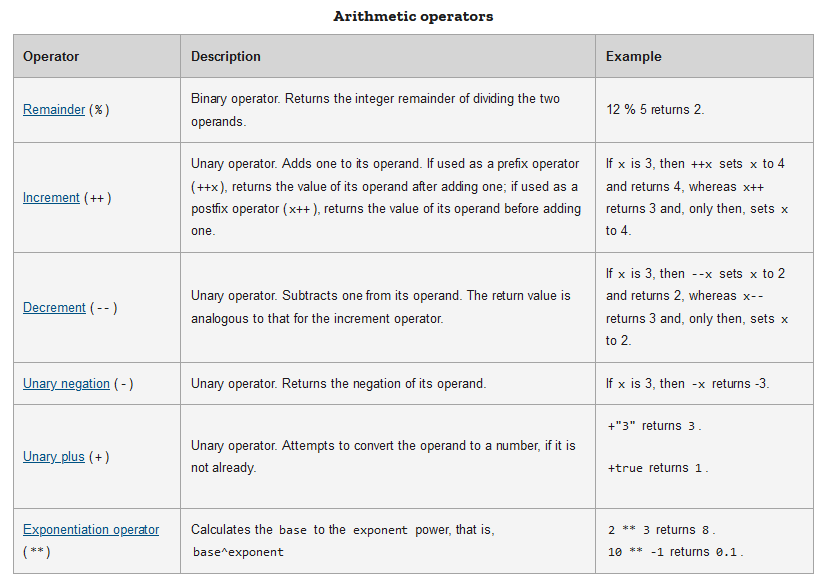 Arithmetic operators
Operator Description Example
Remainder (%) Binary operator. Returns the integer remainder of dividing the two
operands. 12 % 5 returns 2.
Increment (++) Unary operator. Adds one to its operand. If used as a prefix operator
(++x), returns the value of its operand after adding one; if used as a
postfix operator (x++), returns the value of its operand before adding
one.
If x is 3, then ++x sets x to 4
and returns 4, whereas x++
returns 3 and, only then, sets x
to 4.
Decrement (--) Unary operator. Subtracts one from its operand. The return value is
analogous to that for the increment operator.
If x is 3, then --x sets x to 2
and returns 2, whereas x--
returns 3 and, only then, sets x
to 2.
Unary negation (-) Unary operator. Returns the negation of its operand. If x is 3, then -x returns -3.
Unary plus (+) Unary operator. Attempts to convert the operand to a number, if it is
not already.
+"3" returns 3.
+true returns 1.
Exponentiation operator
(**)
Calculates the base to the exponent power, that is,
base^exponent
2 ** 3 returns 8.
10 ** -1 returns 0.1.